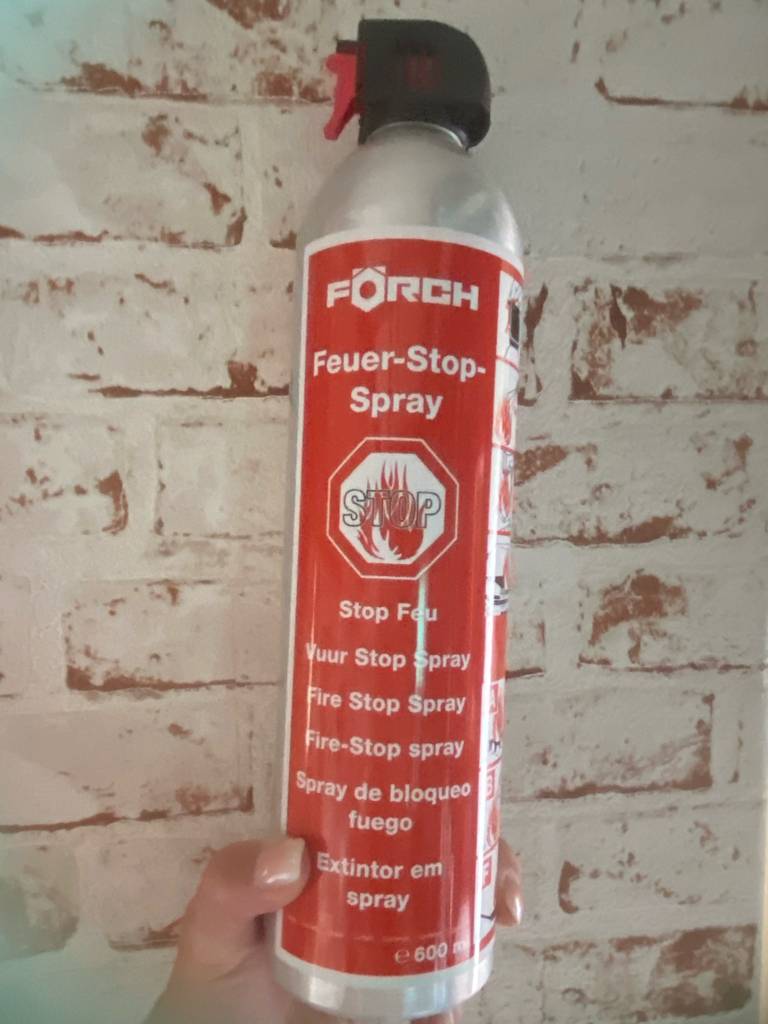 FÖRCH
Feuer-Stop-
Spray
STOP
Stop Feu
Vuur Stop Spray
Fire Stop Spray
Fire-Stop spray
Spray de bloqueo
fuego
Extintor em
spray
℮ 600 m
A
B
F